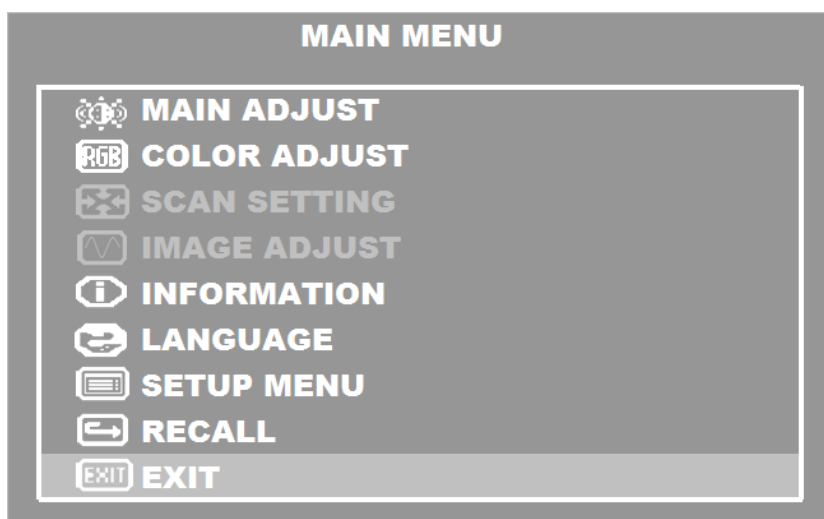 MAIN MENU
MAIN ADJUST
RGB COLOR ADJUST
SCAN SETTING
IMAGE ADJUST
INFORMATION
LANGUAGE
SETUP MENU
RECALL
EXIT EXIT